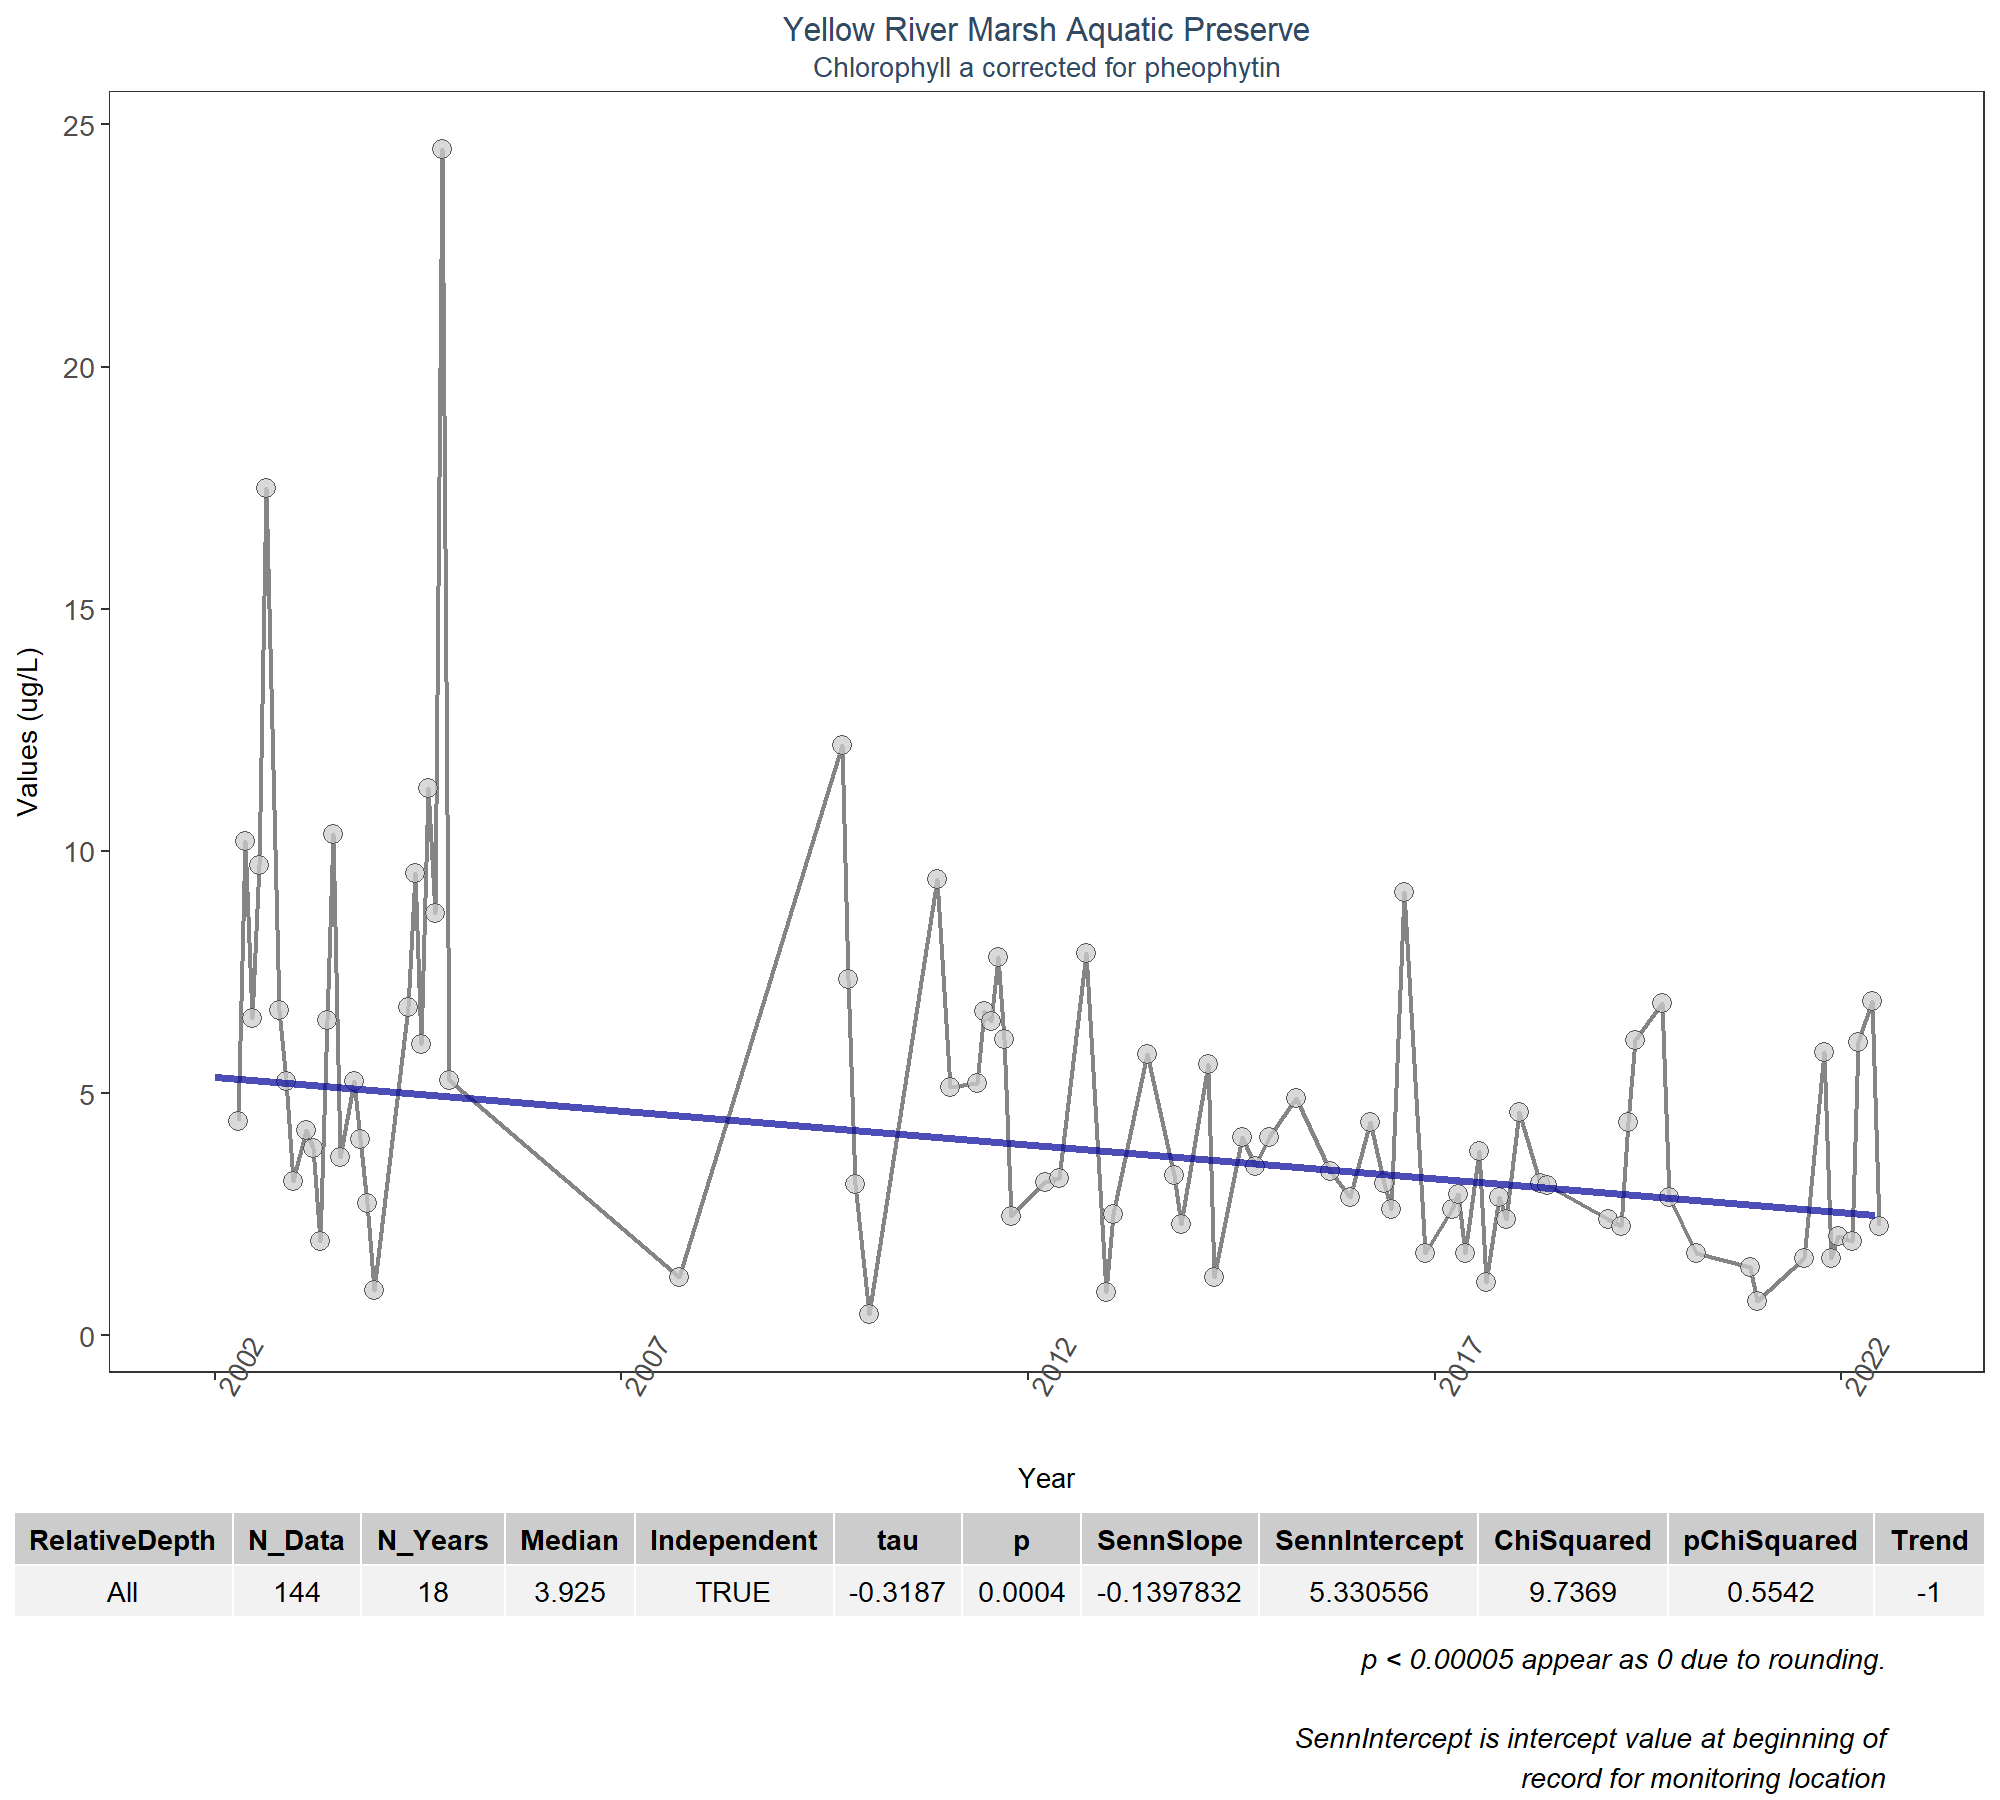 Yellow River Marsh Aquatic Preserve
Chlorophyll a corrected for pheophytin
25
20
15
10
5
0
Values (ug/L)
2002 2007 2012 2017 2022
Year
RelativeDepth N_Data N_Years Median Independent tau p SennSlope SennIntercept ChiSquared pChiSquared Trend
All 144 18 3.925 TRUE -0.3187 0.0004 -0.1397832 5.330556 9.7369 0.5542 -1
p < 0.00005 appear as 0 due to rounding.
SennIntercept is intercept value at beginning of
record for monitoring location